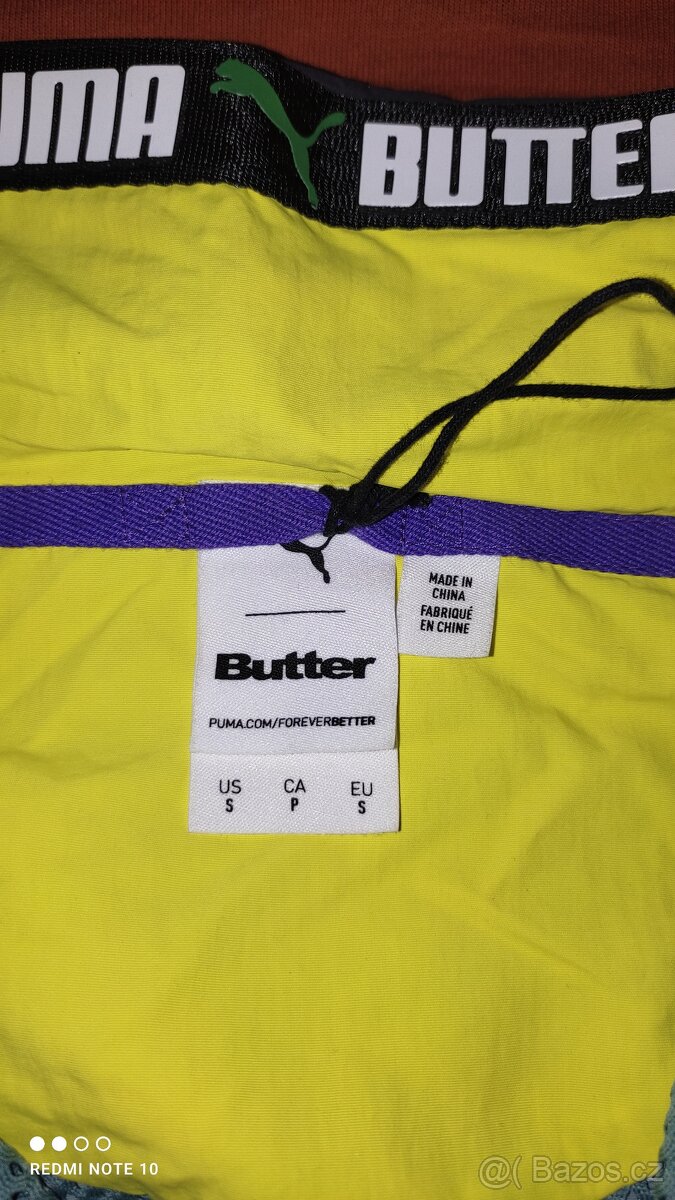 UMA BUTTE
MADE IN
CHINA
FABRIQUÉ
EN CHINE
Butter
PUMA.COM/FOREVERBETTER
US CA EU
S P S
REDMI NOTE 10
@( Bazos.cz